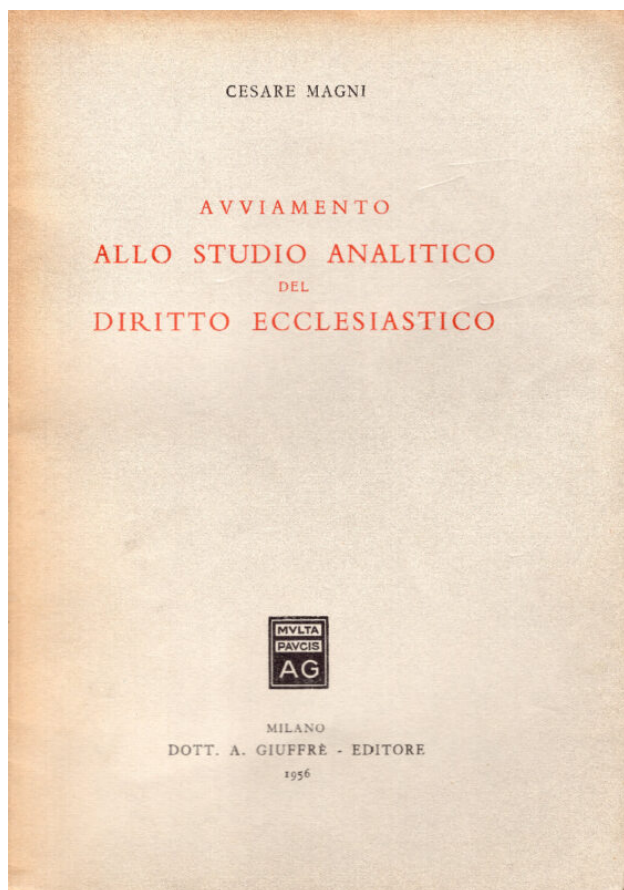 CESARE MAGNI
AVVIAMENTO
ALLO STUDIO ANALITICO
DEL
DIRITTO ECCLESIASTICO
MVLTA
PAVCIS
AG
MILANO
DOTT. A. GIUFFRÈ - EDITORE
1956